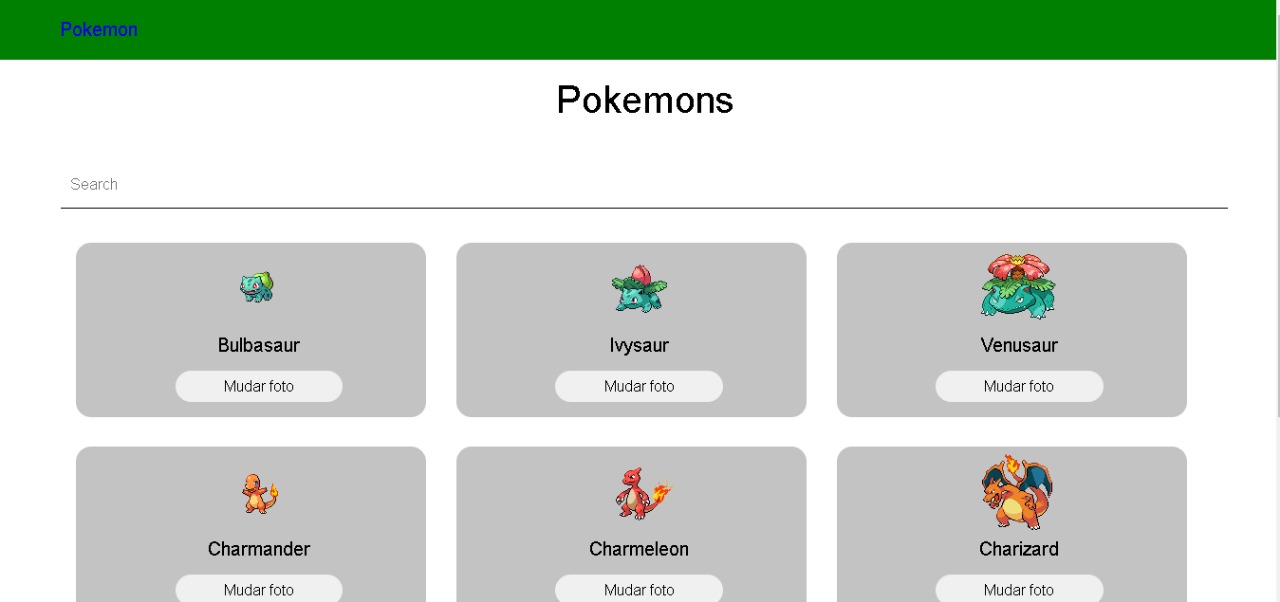 Pokemon
Pokemons
Search
Bulbasaur
Ivysaur
Venusaur
Mudar foto
Mudar foto
Mudar foto
Charmander
Charmeleon
Charizard
Mudar foto
Mudar foto
Mudar foto